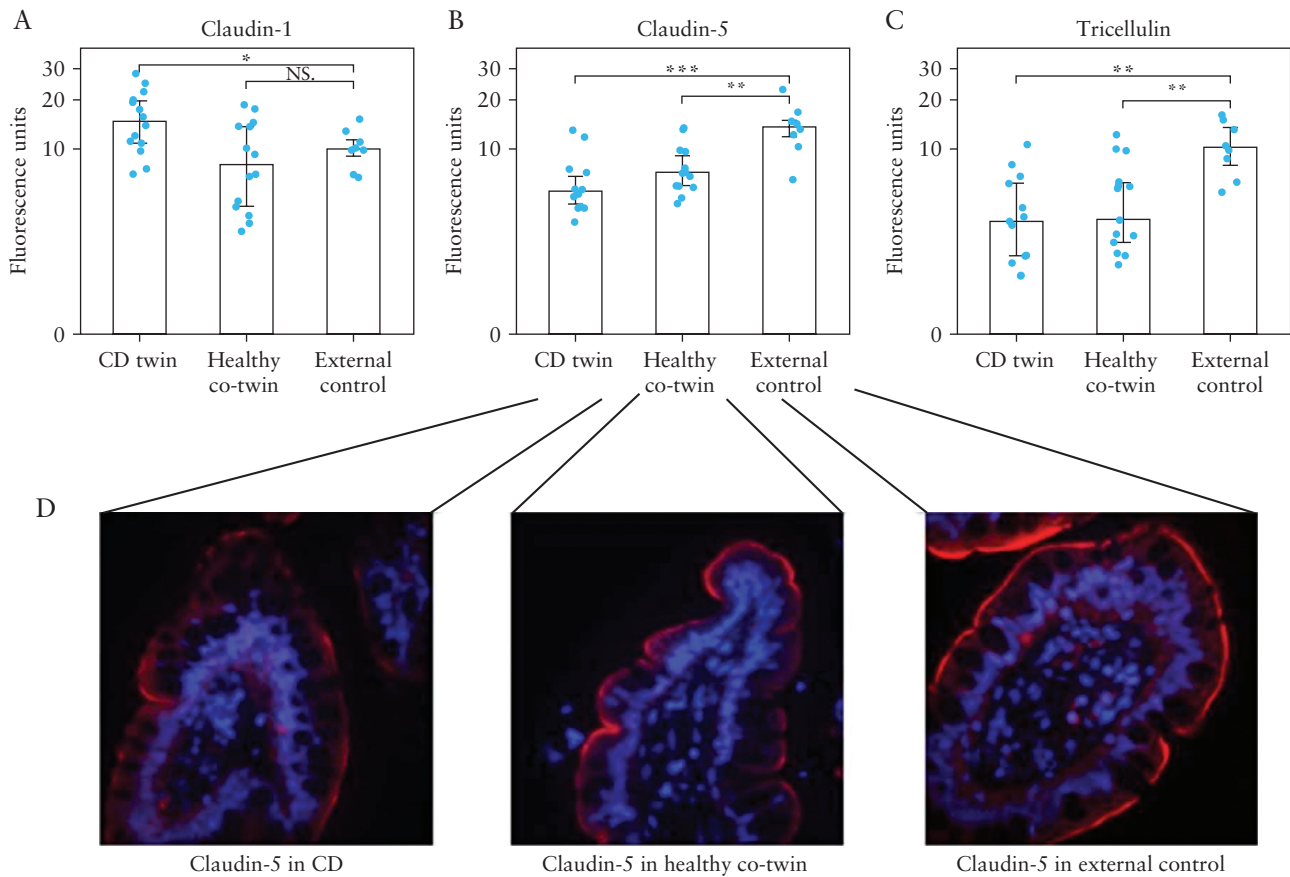 A
Claudin-1
Fluorescence units
30
20
10
0
*
NS.
CD twin
Healthy
co-twin
External
control
B
Claudin-5
Fluorescence units
30
20
10
0
***
**
CD twin
Healthy
co-twin
External
control
C
Tricellulin
Fluorescence units
30
20
10
0
**
**
CD twin
Healthy
co-twin
External
control
D
Claudin-5 in CD
Claudin-5 in healthy co-twin
Claudin-5 in external control